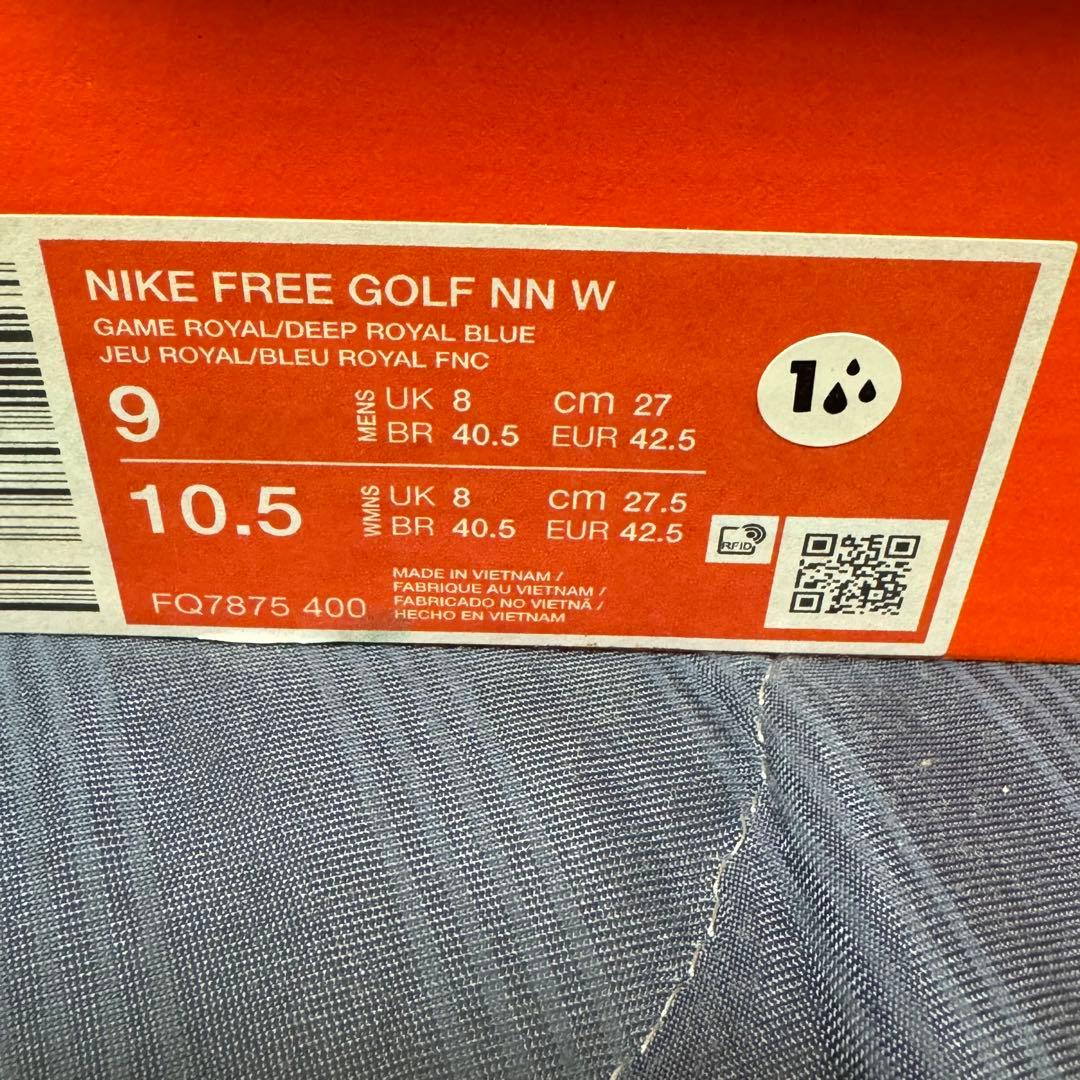 NIKE FREE GOLF NN W
GAME ROYAL/DEEP ROYAL BLUE
JEU ROYAL/BLEU ROYAL FNC
9 MENS UK 8 cm 27
BR 40.5 EUR 42.5
10.5 WMNS UK 8 cm 27.5
BR 40.5 EUR 42.5
FQ7875 400
MADE IN VIETNAM /
FABRIQUE AU VIETNAM /
FABRICADO NO VIETNÃ /
HECHO EN VIETNAM
1
RFID